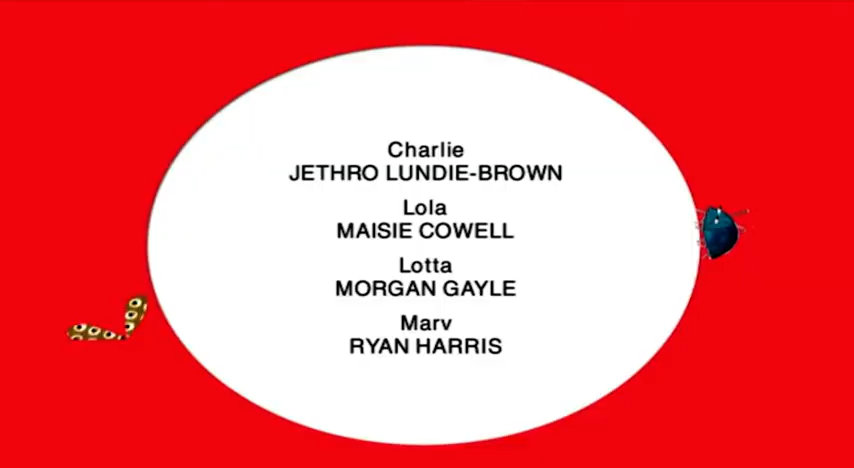 Charlie
JETHRO LUNDIE-BROWN
Lola
MAISIE COWELL
Lotta
MORGAN GAYLE
Marv
RYAN HARRIS